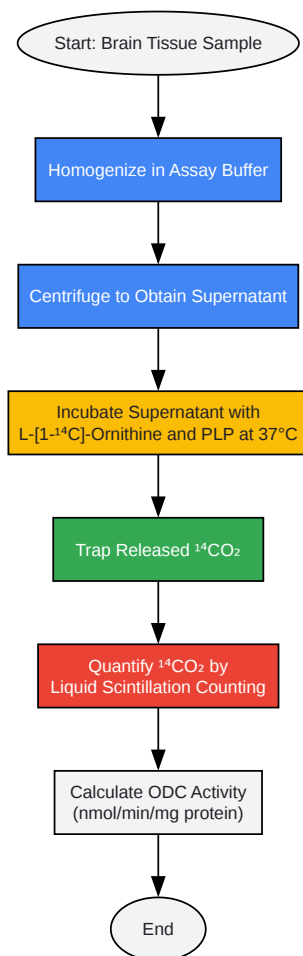 Start: Brain Tissue Sample
Homogenize in Assay Buffer
Centrifuge to Obtain Supernatant
Incubate Supernatant with
L-[1-¹⁴C]-Ornithine and PLP at 37°C
Trap Released ¹⁴CO₂
Quantify ¹⁴CO₂ by
Liquid Scintillation Counting
Calculate ODC Activity
(nmol/min/mg protein)
End